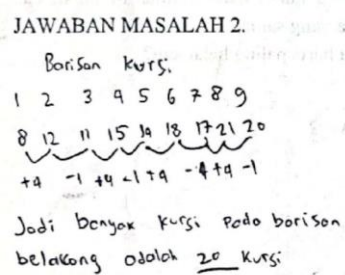 JAWABAN MASALAH 2.
Barisan kursi
1 2 3 4 5 6 7 8 9
8 12 11 15 14 18 17 21 20
+4 -1 +4 -1 +4 -1 +4 -1
Jadi banyak kursi pada barisan
belakang adalah 20 kursi